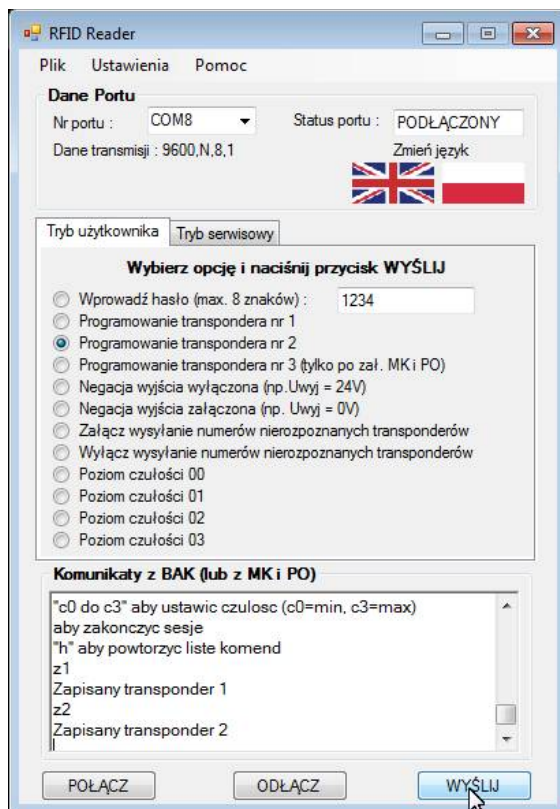 RFID Reader
Plik Ustawienia Pomoc
Dane Portu
Nr portu : COM8 Status portu : PODŁĄCZONY
Dane transmisji : 9600,N,8,1 Zmień język
Tryb użytkownika Tryb serwisowy
Wybierz opcję i naciśnij przycisk WYŚLIJ
Wprowadź hasło (max. 8 znaków) : 1234
Programowanie transpondera nr 1
Programowanie transpondera nr 2
Programowanie transpondera nr 3 (tylko po zał. MK i PO)
Negacja wyjścia wyłączona (np.Uwyj = 24V)
Negacja wyjścia załączona (np. Uwyj = 0V)
Załącz wysyłanie numerów nierozpoznanych transponderów
Wyłącz wysyłanie numerów nierozpoznanych transponderów
Poziom czułości 00
Poziom czułości 01
Poziom czułości 02
Poziom czułości 03
Komunikaty z BAK (lub z MK i PO)
"c0 do c3" aby ustawic czulosc (c0=min, c3=max)
aby zakonczyc sesje
"h" aby powtorzyc liste komend
z1
Zapisany transponder 1
z2
Zapisany transponder 2
POŁĄCZ ODŁĄCZ WYŚLIJ